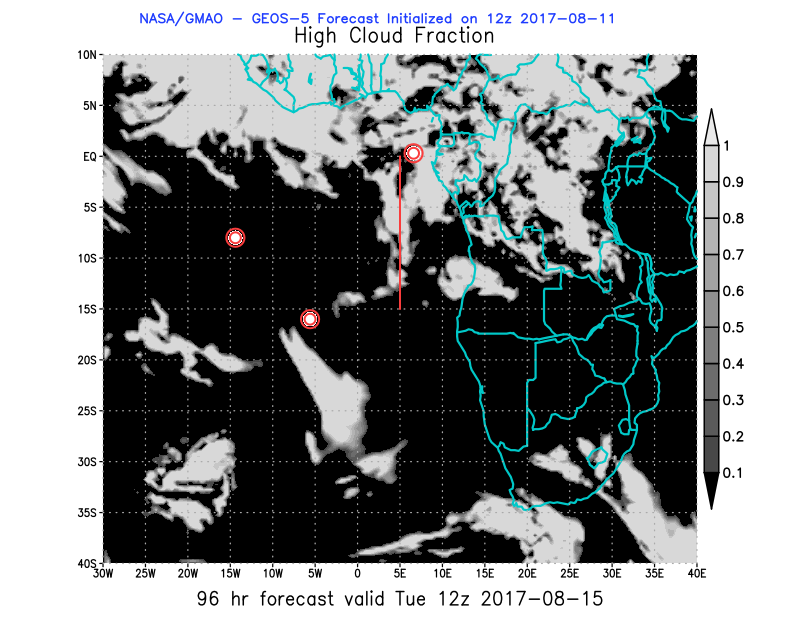 NASA/GMAO - GEOS-5 Forecast Initialized on 12z 2017-08-11
High Cloud Fraction
10N
5N
EQ
5S
10S
15S
20S
25S
30S
35S
40S
30W 25W 20W 15W 10W 5W 0 5E 10E 15E 20E 25E 30E 35E 40E
1
0.9
0.8
0.7
0.6
0.5
0.4
0.3
0.2
0.1
96 hr forecast valid Tue 12z 2017-08-15